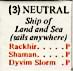 (3) NEUTRAL
Ship of
Land and Sea
(sails anywhere)
Rackhir. . . . . P
Shaman. . . . . P
Dyvim Slorm . P